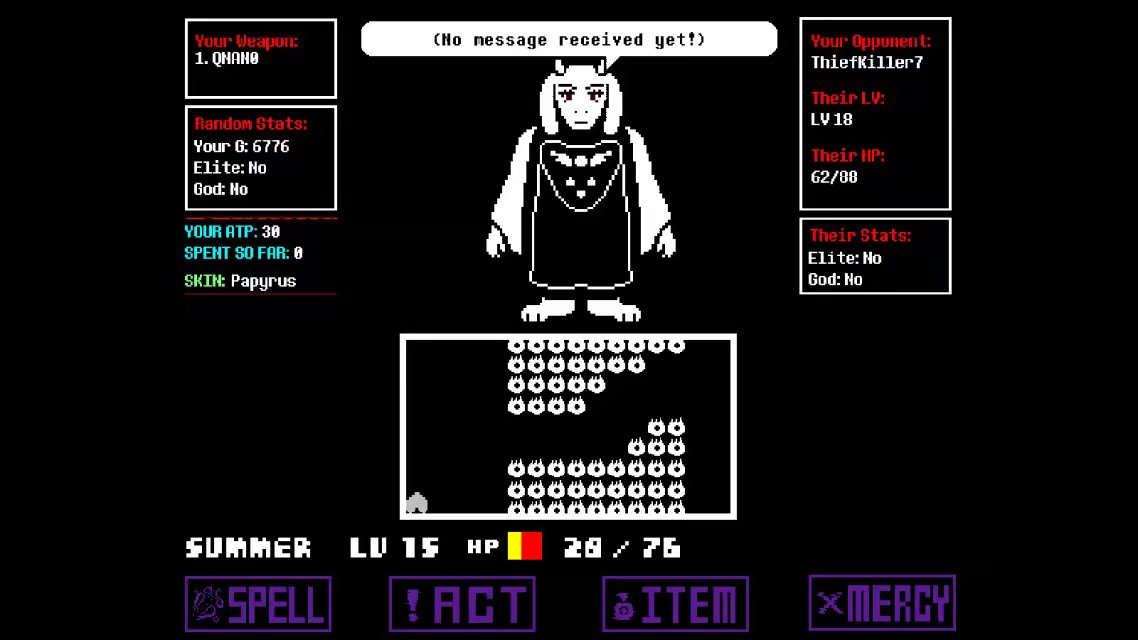 Your Weapon:
1. QNAN0
Random Stats:
Your G: 6776
Elite: No
God: No
YOUR ATP: 30
SPENT SO FAR: 0
SKIN: Papyrus
(No message received yet!)
Your Opponent:
ThiefKiller7
Their LV:
LV 18
Their HP:
62/88
Their Stats:
Elite: No
God: No
SUMMER LV 15 HP 28 / 76
SPELL ACT ITEM MERCY